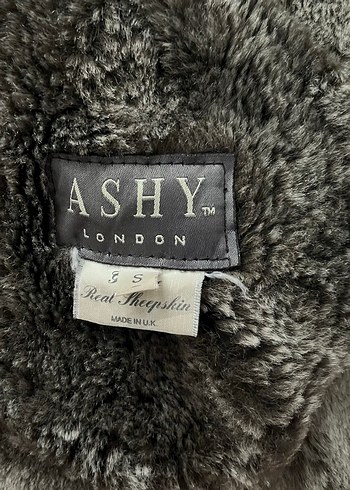 ASHY™
LONDON
Real Sheepskin
MADE IN U.K.